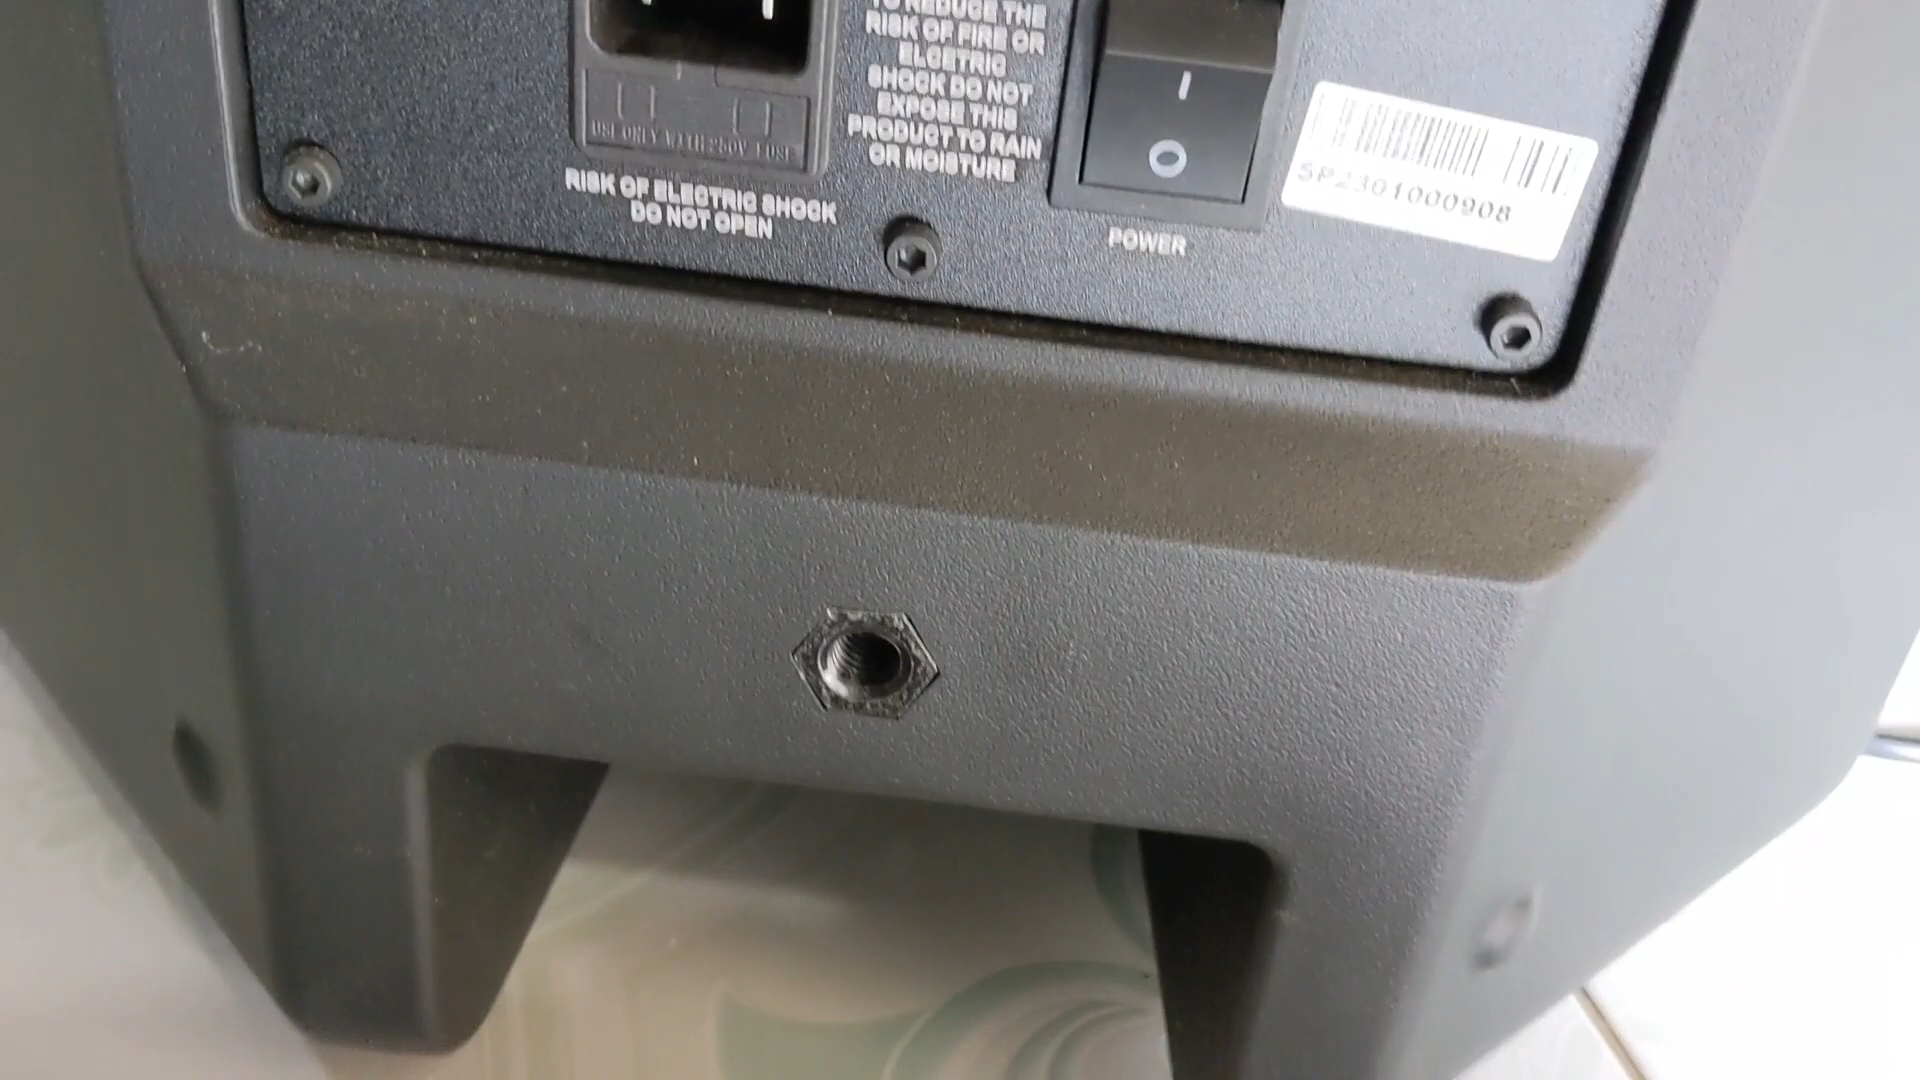 TO REDUCE THE
RISK OF FIRE OR
ELCETRIC
SHOCK DO NOT
EXPOSE THIS
PRODUCT TO RAIN
OR MOISTURE
USE ONLY WITH 250V FUSE
RISK OF ELECTRIC SHOCK
DO NOT OPEN
I
O
POWER
SP2301000908